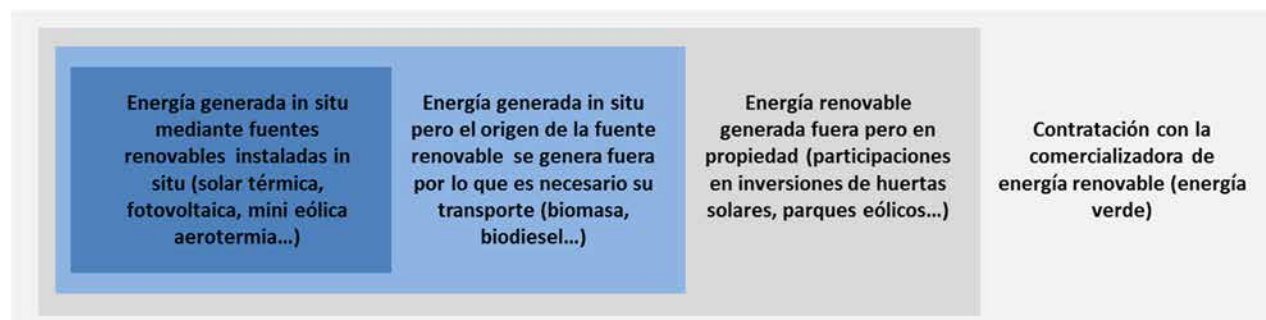 Energía generada in situ
mediante fuentes
renovables instaladas in
situ (solar térmica,
fotovoltaica, mini eólica
aerotermia...)
Energía generada in situ
pero el origen de la fuente
renovable se genera fuera
por lo que es necesario su
transporte (biomasa,
biodiesel...)
Energía renovable
generada fuera pero en
propiedad (participaciones
en inversiones de huertas
solares, parques eólicos...)
Contratación con la
comercializadora de
energía renovable (energía
verde)